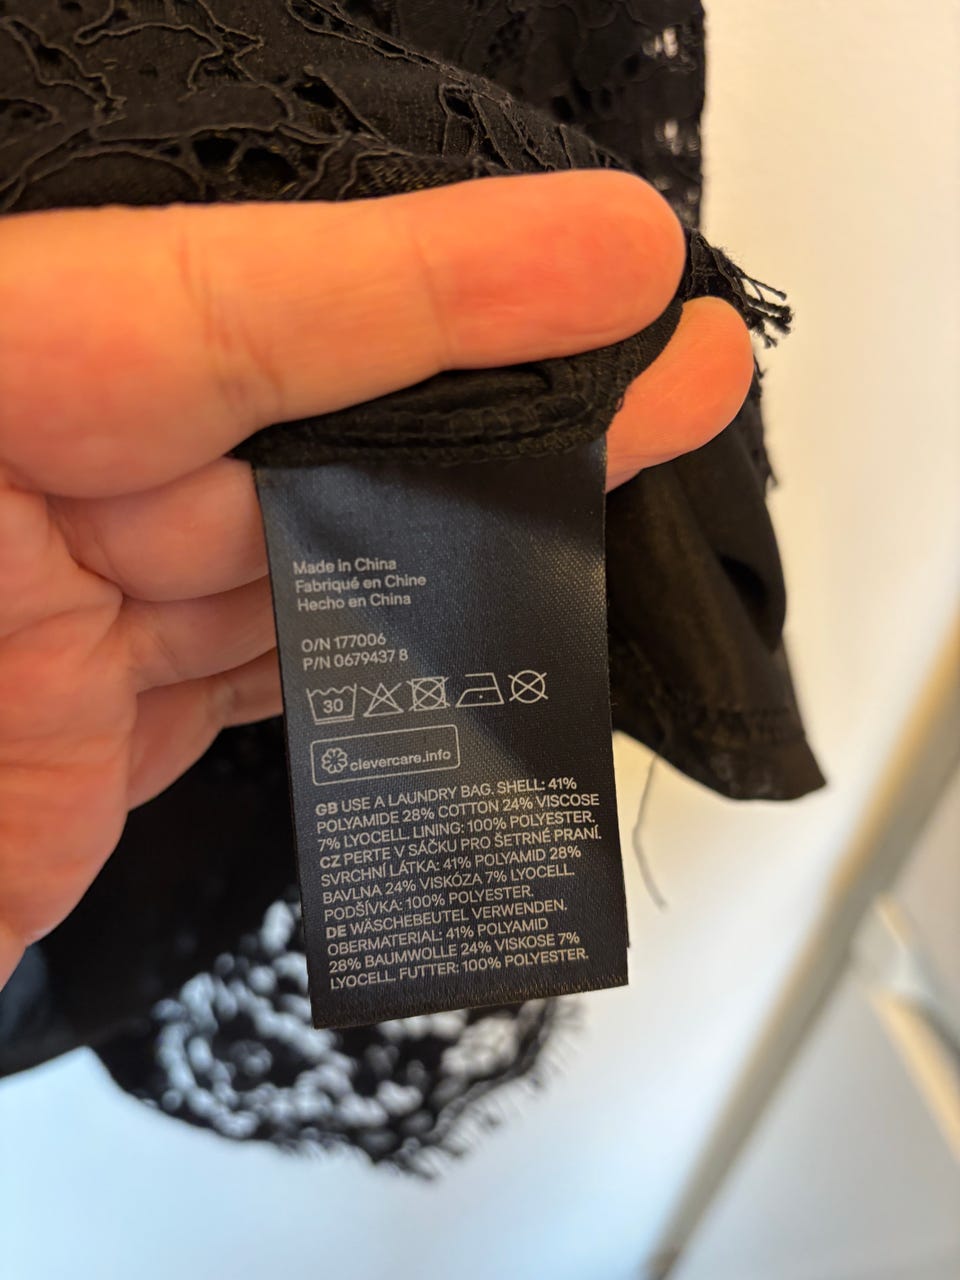 Made in China
Fabriqué en Chine
Hecho en China
O/N 177006
P/N 0679437 8
30
clevercare.info
GB USE A LAUNDRY BAG. SHELL: 41%
POLYAMIDE 28% COTTON 24% VISCOSE
7% LYOCELL. LINING: 100% POLYESTER.
CZ PERTE V SÁČKU PRO ŠETRNÉ PRANÍ.
SVRCHNÍ LÁTKA: 41% POLYAMID 28%
BAVLNA 24% VISKÓZA 7% LYOCELL.
PODŠÍVKA: 100% POLYESTER.
DE WÄSCHEBEUTEL VERWENDEN.
OBERMATERIAL: 41% POLYAMID
28% BAUMWOLLE 24% VISKOSE 7%
LYOCELL. FUTTER: 100% POLYESTER.